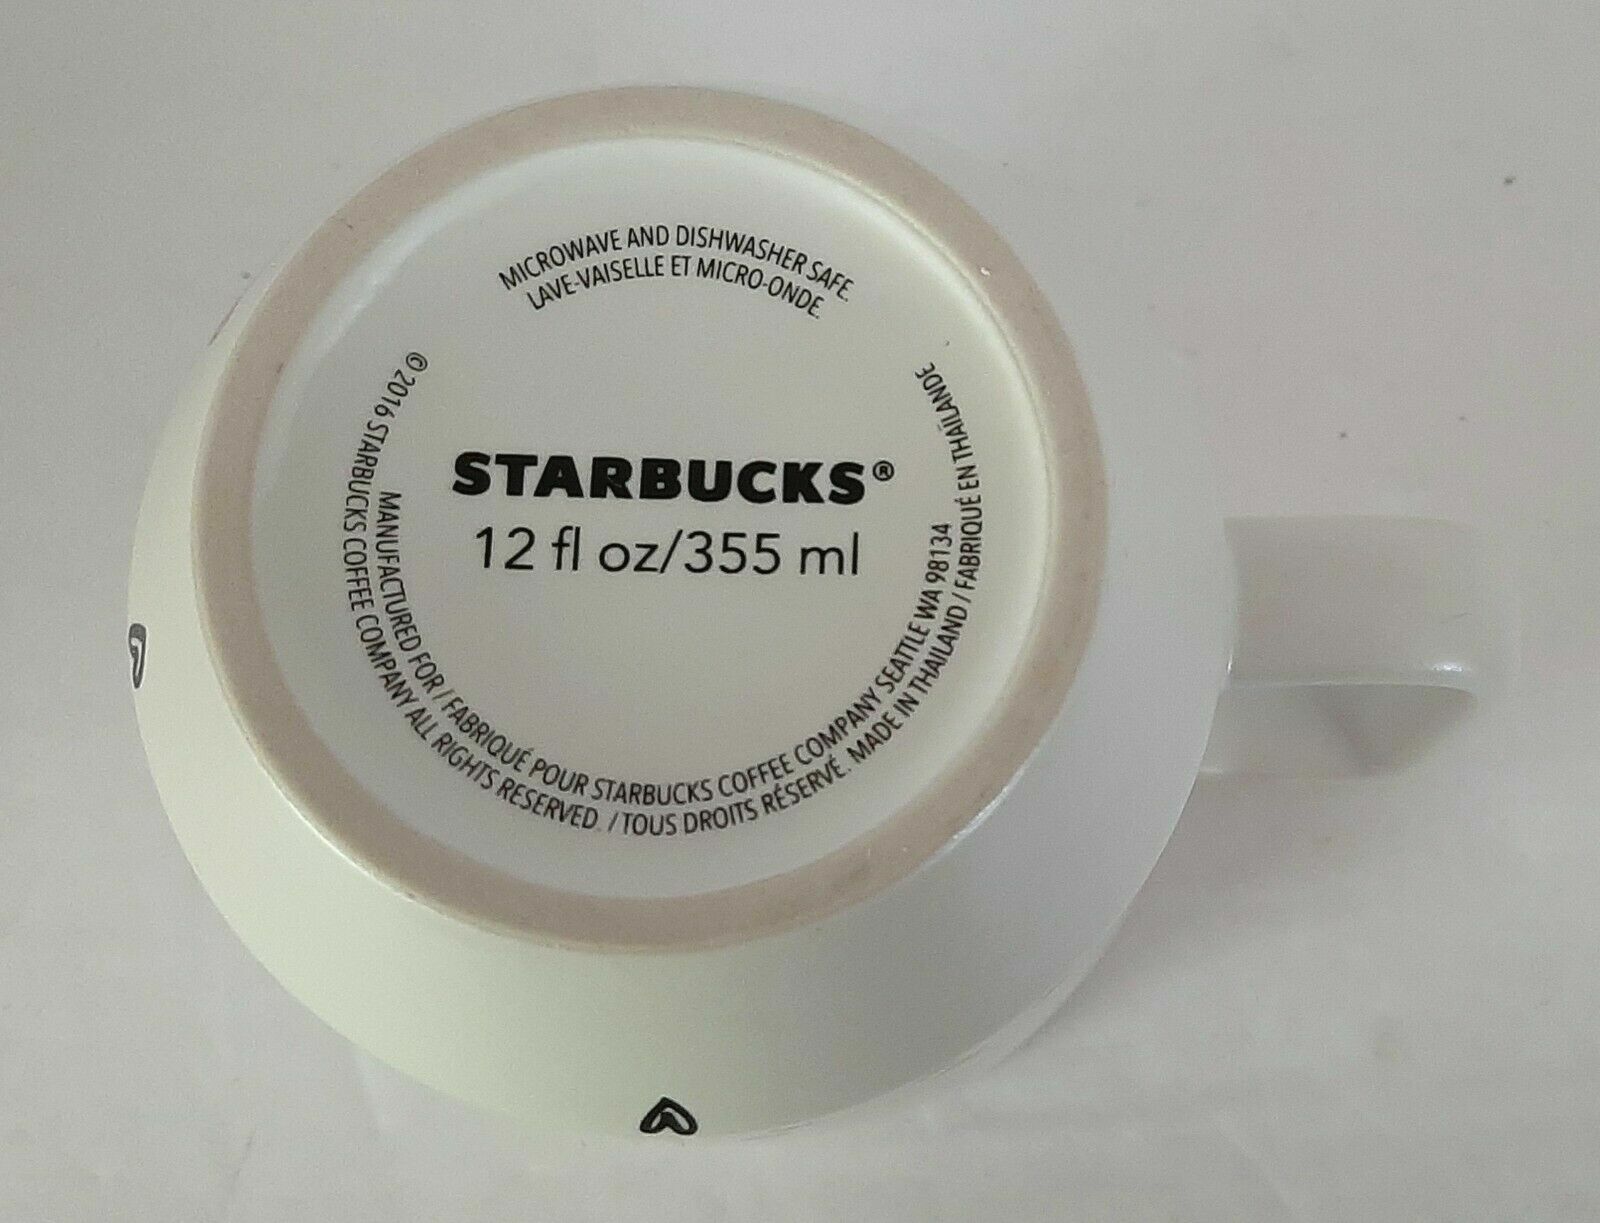 MICROWAVE AND DISHWASHER SAFE.
LAVE-VAISELLE ET MICRO-ONDE.
STARBUCKS®
12 fl oz/355 ml
MANUFACTURED FOR / FABRIQUÉ POUR STARBUCKS COFFEE COMPANY SEATTLE WA 98134
© 2016 STARBUCKS COFFEE COMPANY ALL RIGHTS RESERVED. / TOUS DROITS RÉSERVÉ. MADE IN THAILAND / FABRIQUÉ EN THAÏLANDE